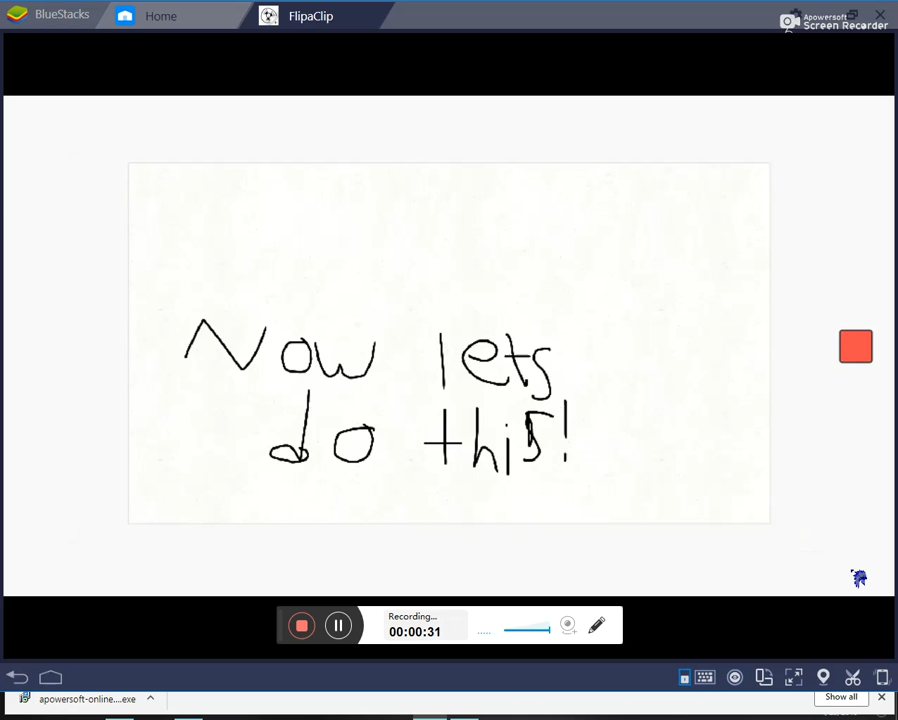 BlueStacks
Home
FlipaClip
Apowersoft
Screen Recorder
Now lets
do this!
Recording...
00:00:31
apowersoft-online....exe
Show all